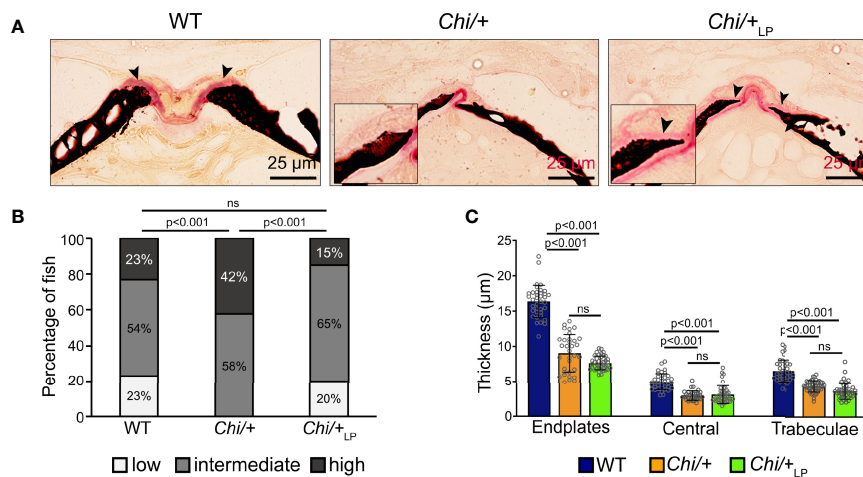 A
WT
Chi/+
Chi/+LP
25 µm
25 µm
25 µm
B
ns
p<0.001
p<0.001
Percentage of fish
100
80
60
40
20
0
23%
54%
23%
42%
58%
15%
65%
20%
WT
Chi/+
Chi/+LP
low
intermediate
high
C
Thickness (µm)
25
20
15
10
5
0
p<0.001
p<0.001
ns
p<0.001
p<0.001
ns
p<0.001
p<0.001
ns
Endplates
Central
Trabeculae
WT
Chi/+
Chi/+LP